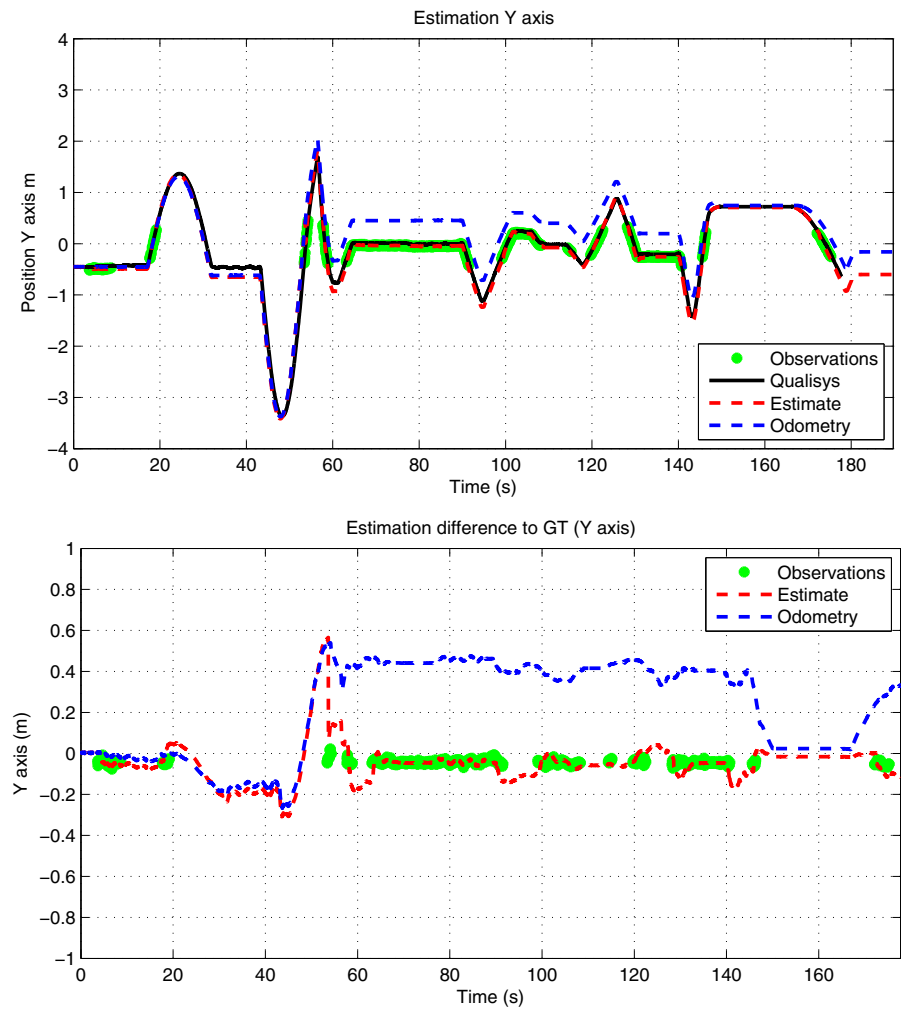 Estimation Y axis
Position Y axis m
4
3
2
1
0
−1
−2
−3
−4
0 20 40 60 80 100 120 140 160 180
Time (s)
Observations
Qualisys
Estimate
Odometry
Estimation difference to GT (Y axis)
Y axis (m)
1
0.8
0.6
0.4
0.2
0
−0.2
−0.4
−0.6
−0.8
−1
0 20 40 60 80 100 120 140 160
Time (s)
Observations
Estimate
Odometry